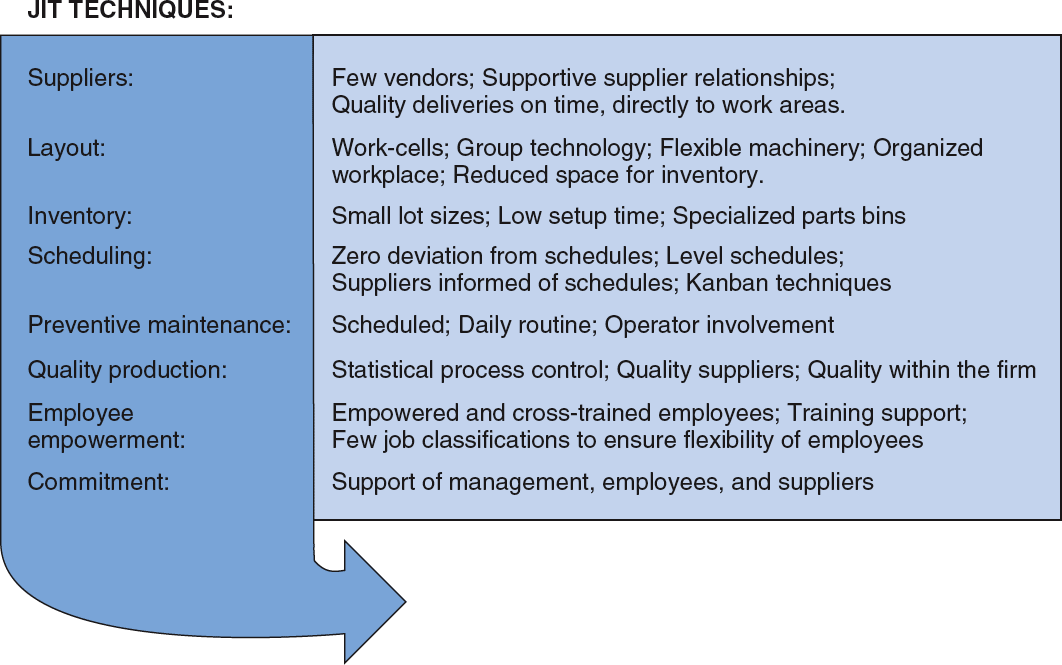 JIT TECHNIQUES:
Suppliers: Few vendors; Supportive supplier relationships;
Quality deliveries on time, directly to work areas.
Layout: Work-cells; Group technology; Flexible machinery; Organized
workplace; Reduced space for inventory.
Inventory: Small lot sizes; Low setup time; Specialized parts bins
Scheduling: Zero deviation from schedules; Level schedules;
Suppliers informed of schedules; Kanban techniques
Preventive maintenance: Scheduled; Daily routine; Operator involvement
Quality production: Statistical process control; Quality suppliers; Quality within the firm
Employee Empowered and cross-trained employees; Training support;
empowerment: Few job classifications to ensure flexibility of employees
Commitment: Support of management, employees, and suppliers